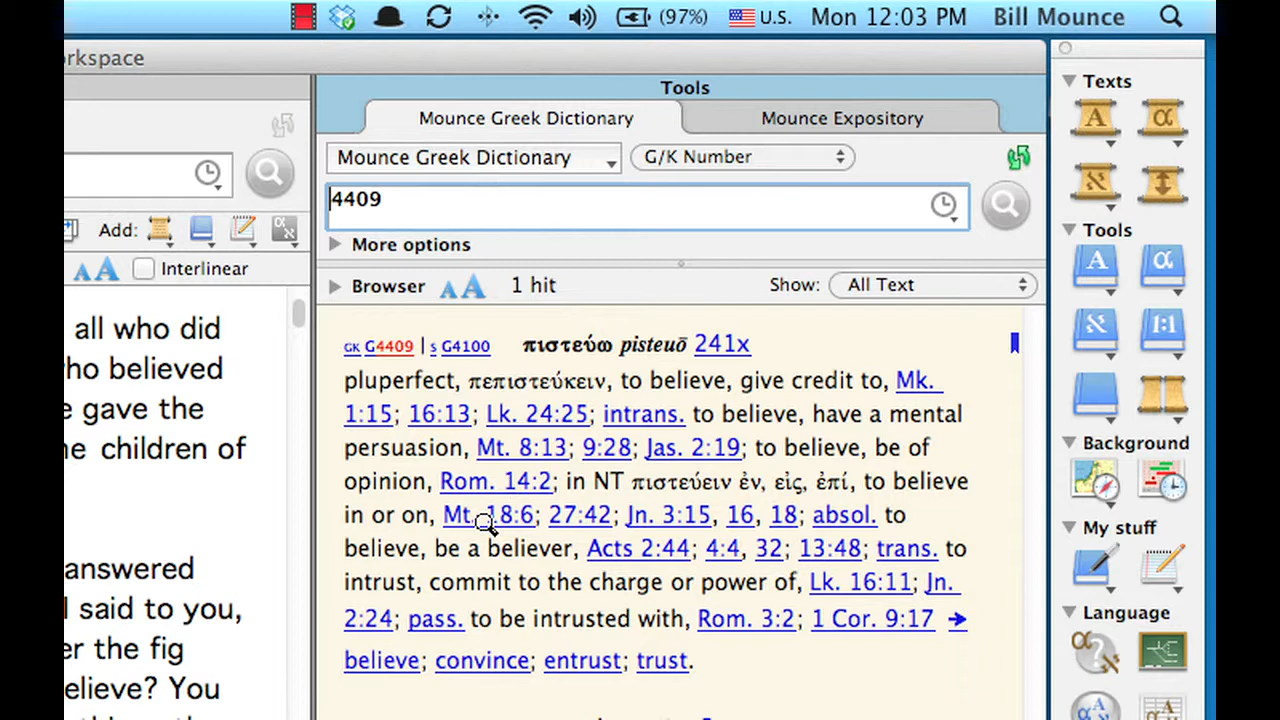 (97%) U.S. Mon 12:03 PM Bill Mounce
orkspace
Tools
Mounce Greek Dictionary
Mounce Expository
Mounce Greek Dictionary
G/K Number
4409
More options
Browser
AA
1 hit
Show: All Text
GK G4409 | S G4100 πιστεύω pisteuō 241x
pluperfect, πεπιστεύκειν, to believe, give credit to, Mk.
1:15; 16:13; Lk. 24:25; intrans. to believe, have a mental
persuasion, Mt. 8:13; 9:28; Jas. 2:19; to believe, be of
opinion, Rom. 14:2; in NT πιστεύειν ἐν, εἰς, ἐπί, to believe
in or on, Mt. 18:6; 27:42; Jn. 3:15, 16, 18; absol. to
believe, be a believer, Acts 2:44; 4:4, 32; 13:48; trans. to
intrust, commit to the charge or power of, Lk. 16:11; Jn.
2:24; pass. to be intrusted with, Rom. 3:2; 1 Cor. 9:17 →
believe; convince; entrust; trust.
Add:
AA
Interlinear
all who did
ho believed
e gave the
ne children of
answered
I said to you,
er the fig
elieve? You
Texts
A
α
א
Tools
A
α
א
1:1
Background
My stuff
Language
α?א